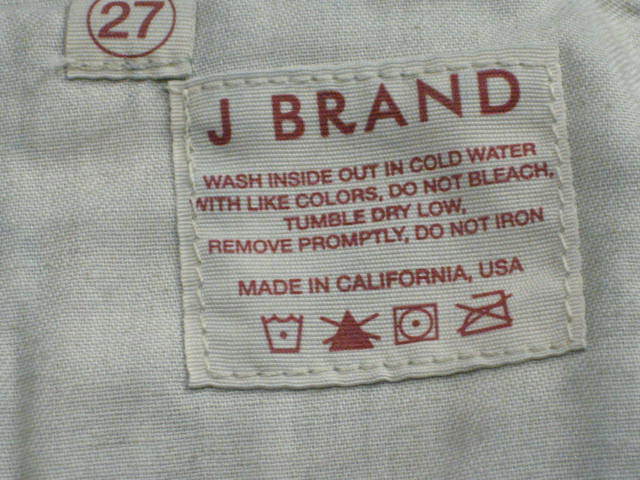 27
J BRAND
WASH INSIDE OUT IN COLD WATER
WITH LIKE COLORS, DO NOT BLEACH,
TUMBLE DRY LOW,
REMOVE PROMPTLY, DO NOT IRON
MADE IN CALIFORNIA, USA